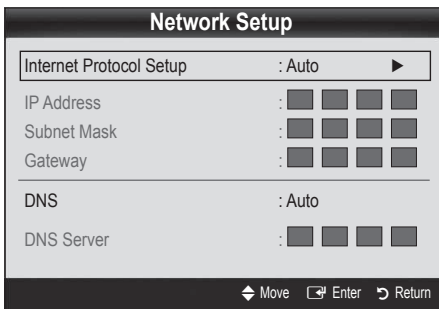 Network Setup
Internet Protocol Setup : Auto ▶
IP Address :
Subnet Mask :
Gateway :
DNS : Auto
DNS Server :
Move Enter Return